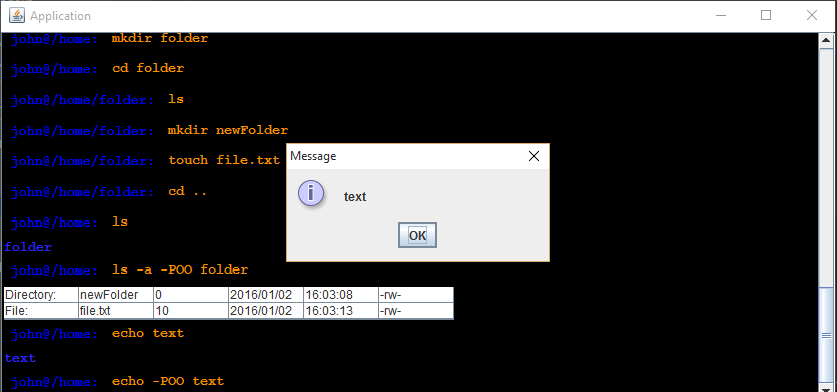 Application
john@/home: mkdir folder
john@/home: cd folder
john@/home/folder: ls
john@/home/folder: mkdir newFolder
john@/home/folder: touch file.txt
john@/home/folder: cd ..
john@/home: ls
folder
john@/home: ls -a -POO folder
Directory: newFolder 0 2016/01/02 16:03:08 -rw-
File: file.txt 10 2016/01/02 16:03:13 -rw-
john@/home: echo text
text
john@/home: echo -POO text
Message
text
OK